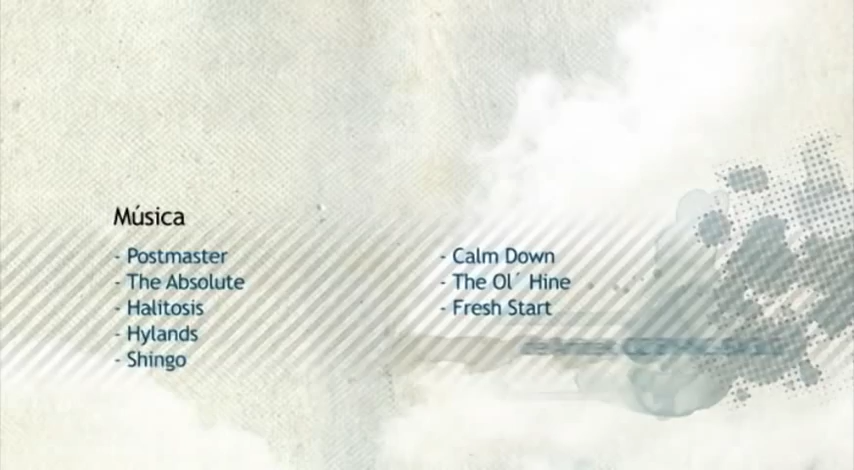 Música
- Postmaster
- The Absolute
- Halitosis
- Hylands
- Shingo
- Calm Down
- The Ol´ Hine
- Fresh Start